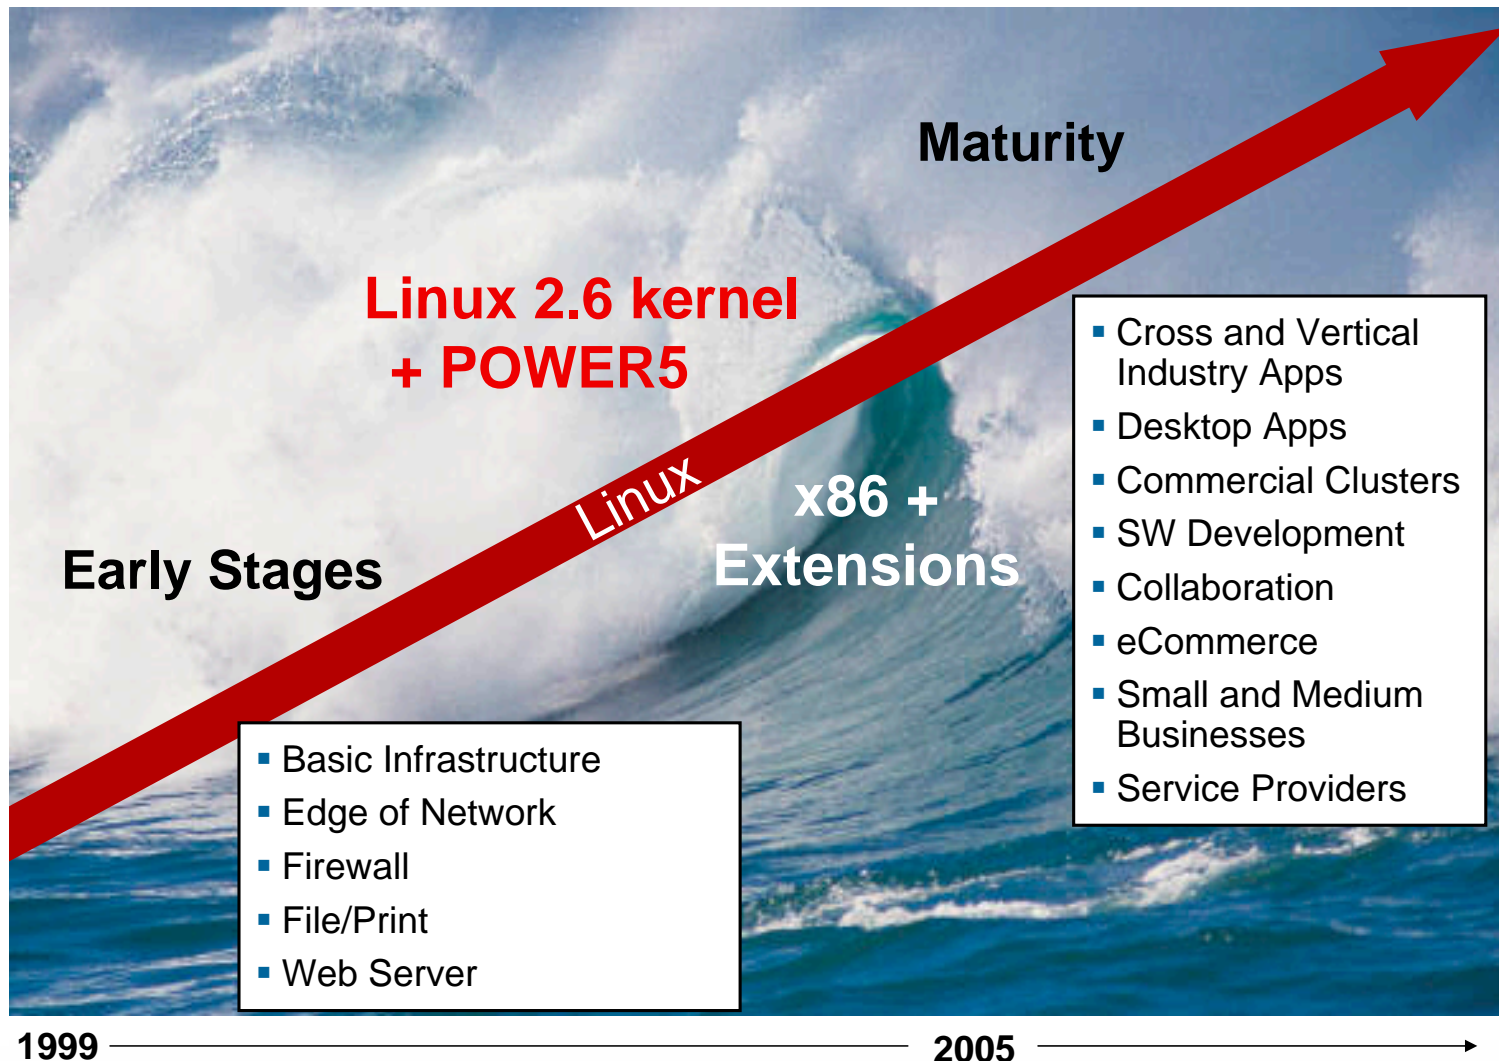 Maturity
Linux 2.6 kernel
+ POWER5
Linux
x86 +
Extensions
Early Stages
▪ Basic Infrastructure
▪ Edge of Network
▪ Firewall
▪ File/Print
▪ Web Server
▪ Cross and Vertical
Industry Apps
▪ Desktop Apps
▪ Commercial Clusters
▪ SW Development
▪ Collaboration
▪ eCommerce
▪ Small and Medium
Businesses
▪ Service Providers
1999
2005